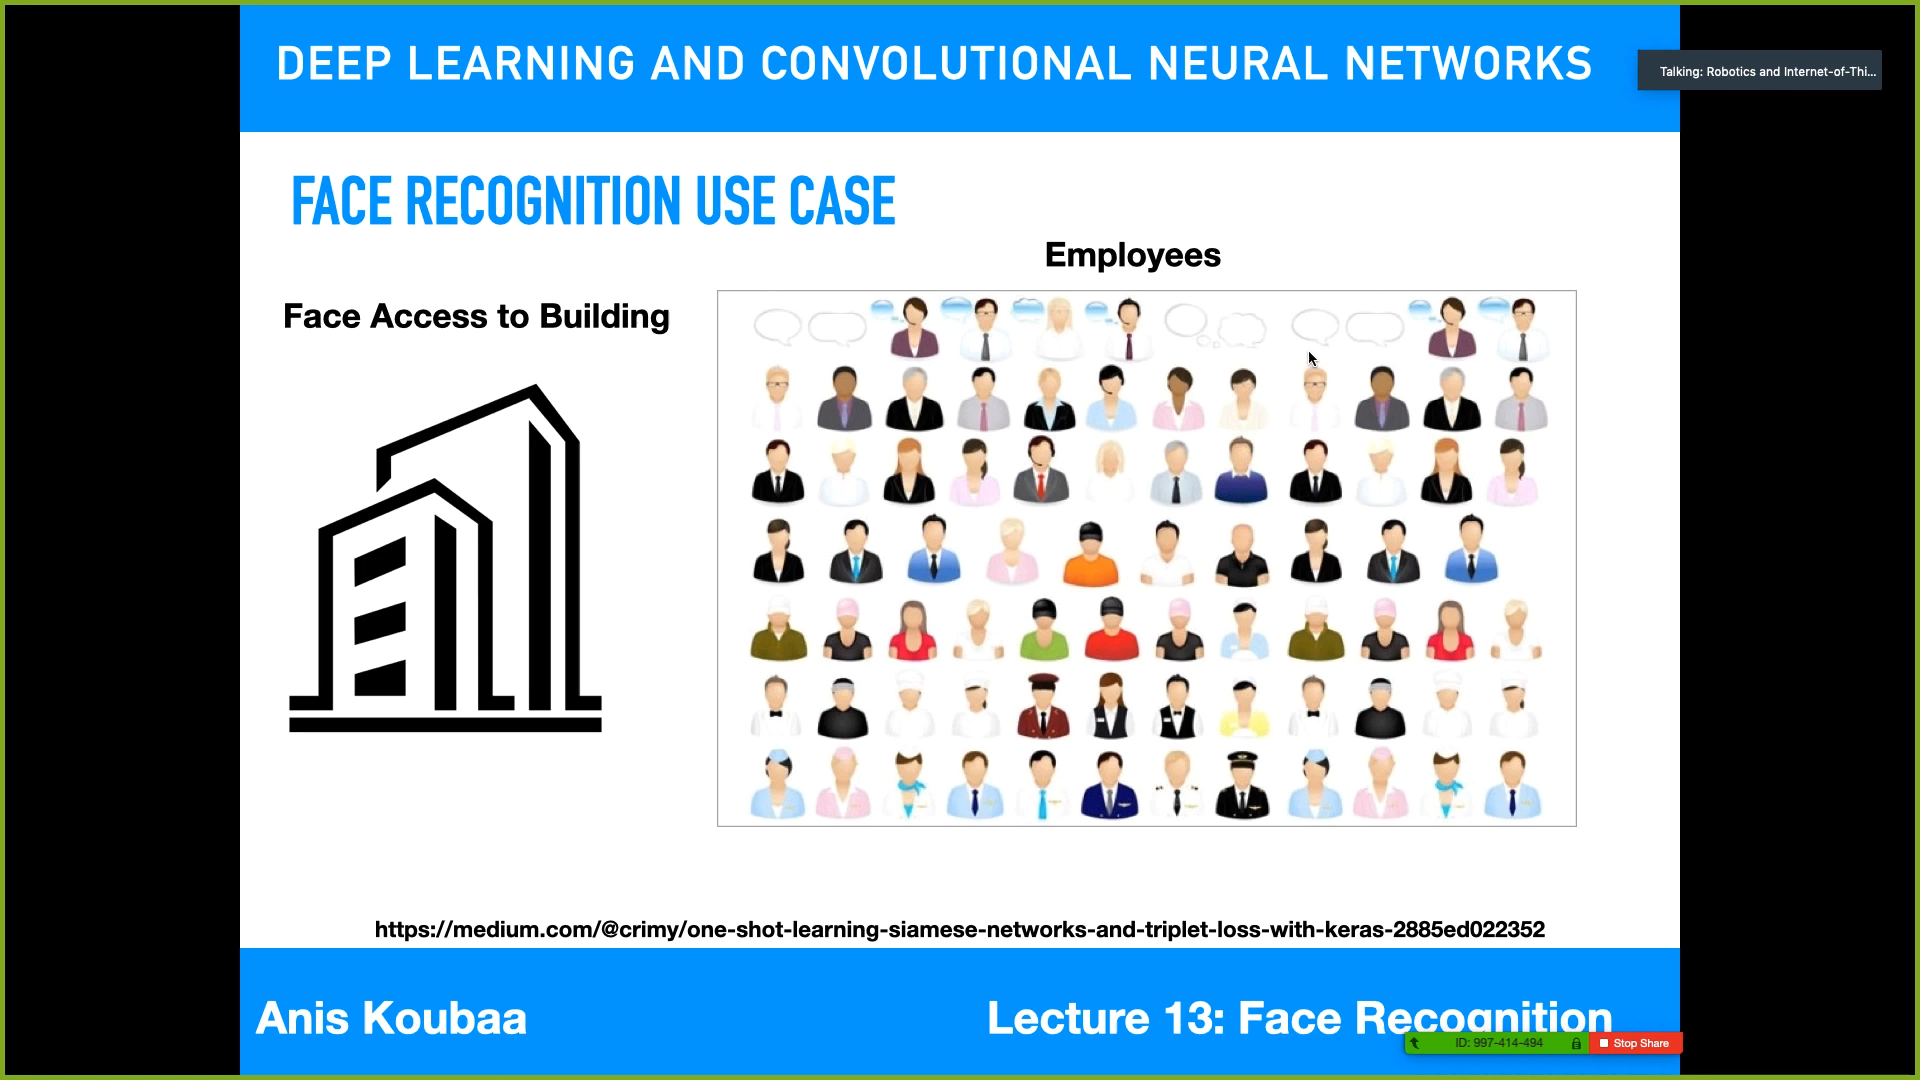 DEEP LEARNING AND CONVOLUTIONAL NEURAL NETWORKS
Talking: Robotics and Internet-of-Thi...
FACE RECOGNITION USE CASE
Employees
Face Access to Building
https://medium.com/@crimy/one-shot-learning-siamese-networks-and-triplet-loss-with-keras-2885ed022352
Anis Koubaa
Lecture 13: Face Recognition
ID: 997-414-494
Stop Share